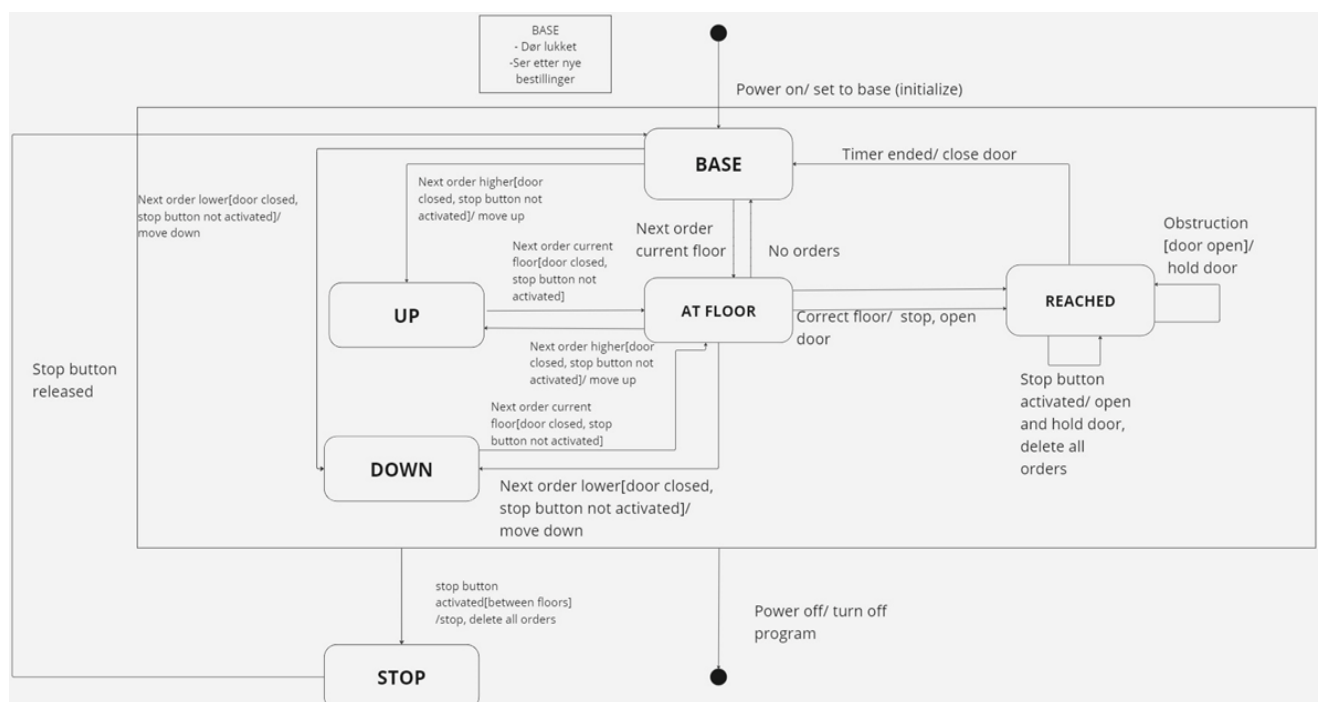 BASE
- Dør lukket
-Ser etter nye
bestillinger
Power on/ set to base (initialize)
BASE
Timer ended/ close door
Next order higher[door
closed, stop button not
activated]/ move up
Next order lower[door closed,
stop button not activated]/
move down
Next order
current floor
No orders
Obstruction
[door open]/
hold door
Next order current
floor[door closed,
stop button not
activated]
UP
AT FLOOR
REACHED
Correct floor/ stop, open
door
Next order higher[door
closed, stop button not
activated]/ move up
Stop button
released
Stop button
activated/ open
and hold door,
delete all
orders
Next order current
floor[door closed, stop
button not activated]
DOWN
Next order lower[door closed,
stop button not activated]/
move down
stop button
activated[between floors]
/stop, delete all orders
Power off/ turn off
program
STOP